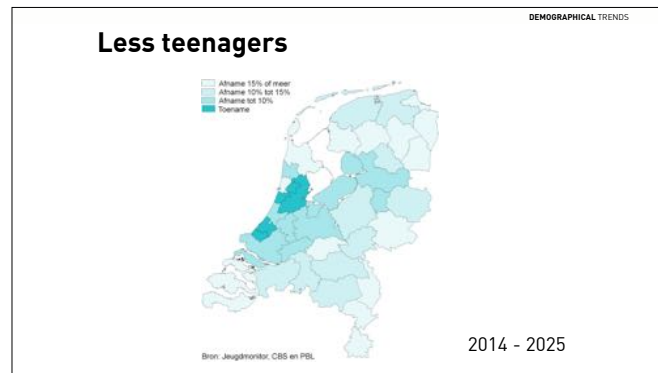 DEMOGRAPHICAL TRENDS
Less teenagers
Afname 15% of meer
Afname 10% tot 15%
Afname tot 10%
Toename
Bron: Jeugdmonitor, CBS en PBL
2014 - 2025